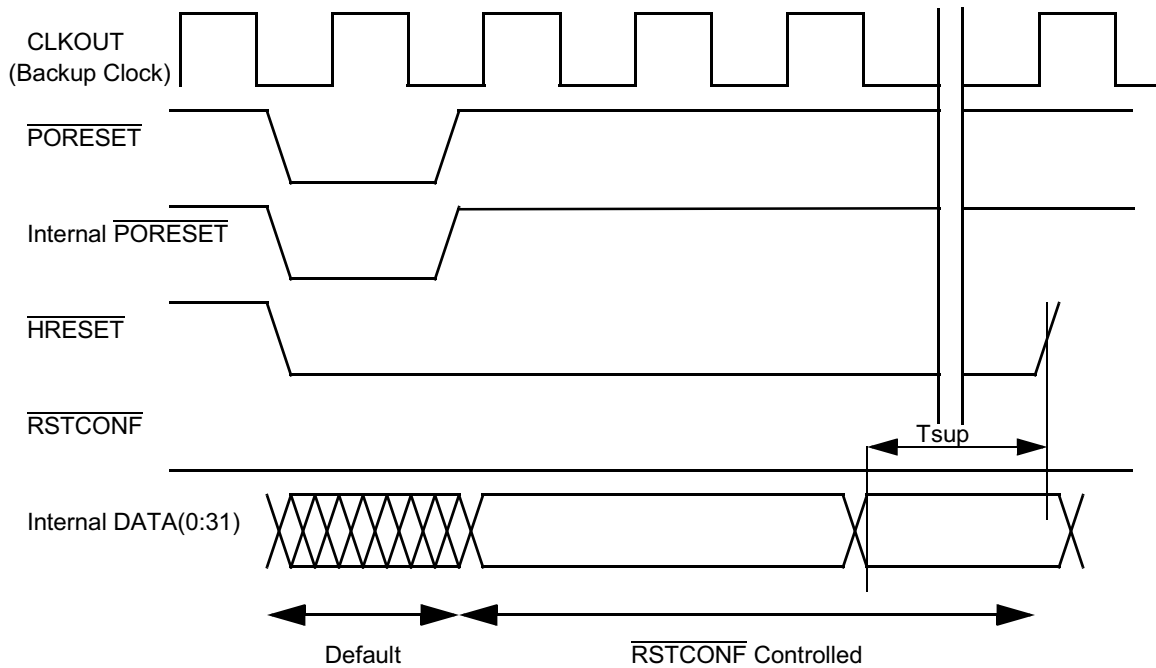 CLKOUT
(Backup Clock)
PORESET
Internal PORESET
HRESET
RSTCONF
Tsup
Internal DATA(0:31)
Default
RSTCONF Controlled